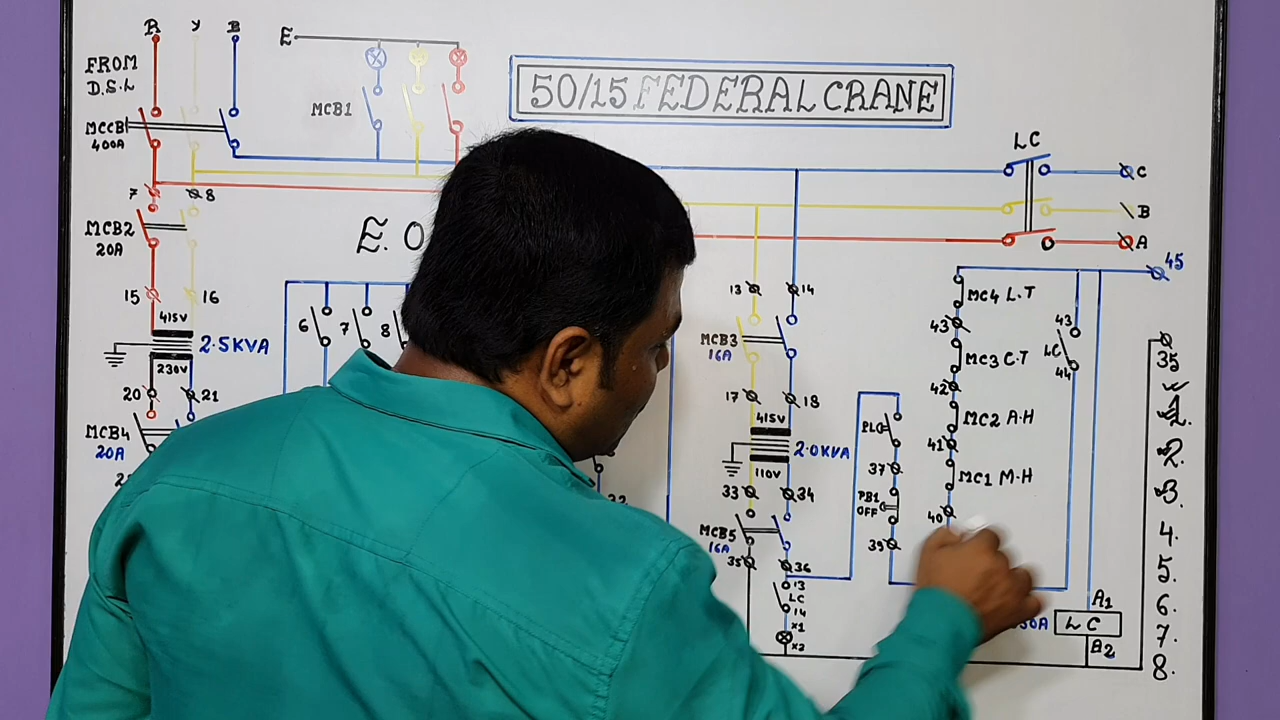 R Y B
E
FROM
D.S.L
MCCB1
400A
MCB1
50/15 FEDERAL CRANE
LC
C
B
A
7 8
MCB2
20A
E. O
15 16
415V
2.5KVA
230V
20 21
MCB4
20A
6 7 8
13 14
MCB3
16A
17 18
415V
2.0KVA
110V
33 34
MCB5
16A
35 36
13
LC
14
X1
X2
PL
37
PB1
OFF
39
45
MC4 L.T
43
MC3 C.T
42
MC2 A.H
41
MC1 M.H
40
43
LC
44
A1
LC
A2
35
1.
2.
3.
4.
5.
6.
7.
8.